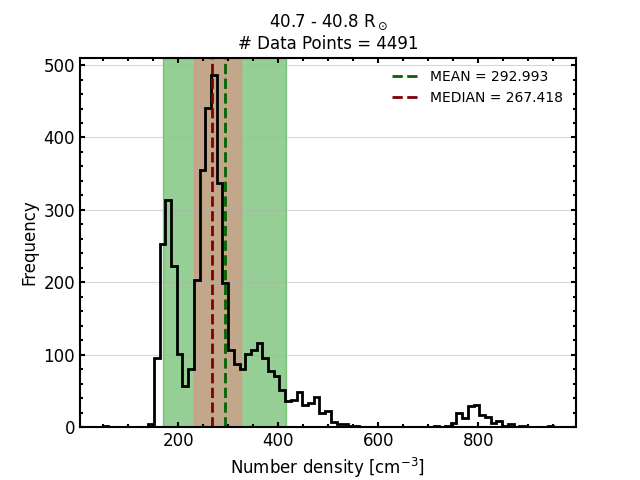 40.7 - 40.8 R⊙
# Data Points = 4491
MEAN = 292.993
MEDIAN = 267.418
500
400
300
200
100
0
Frequency
200 400 600 800
Number density [cm⁻³]